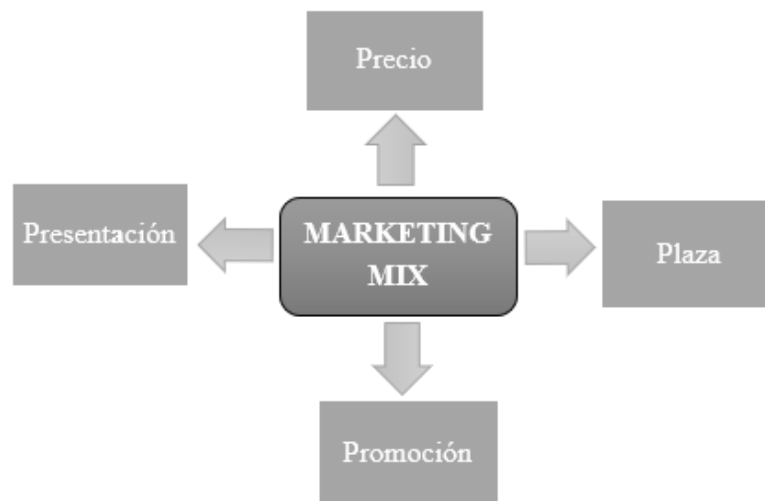 Precio
Presentación
MARKETING
MIX
Plaza
Promoción